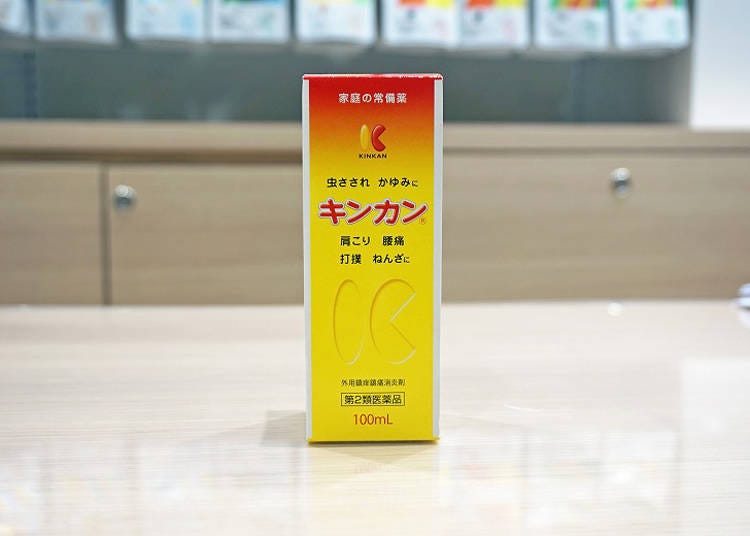 家庭の常備薬
KINKAN
虫さされ かゆみに
キンカン®
肩こり 腰痛
打撲 ねんざに
外用鎮痒鎮痛消炎剤
第2類医薬品
100mL